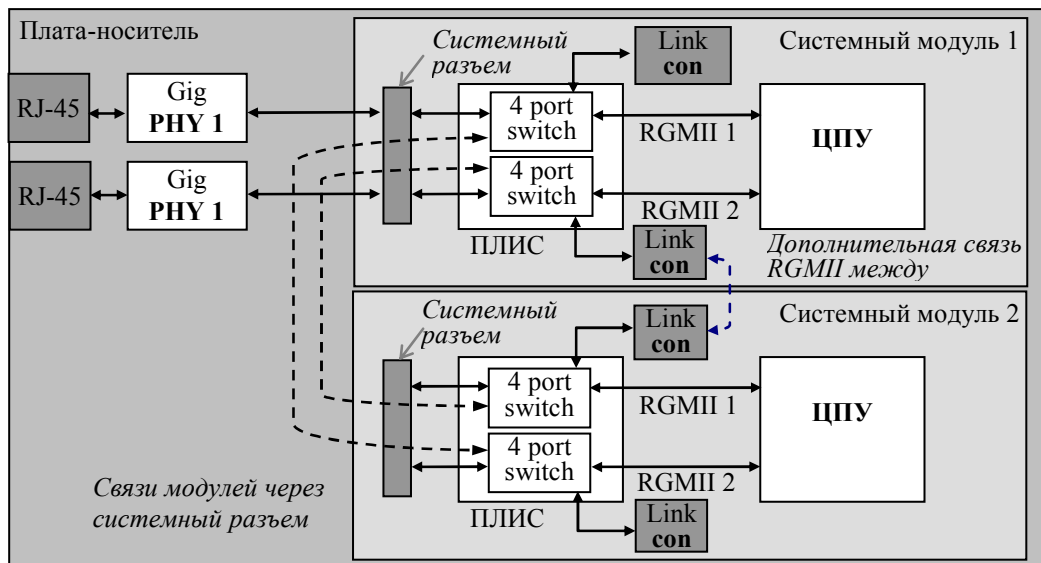 Плата-носитель
Системный
разъем
Link
con
Системный модуль 1
RJ-45
Gig
PHY 1
4 port
switch
RGMII 1
ЦПУ
RJ-45
Gig
PHY 1
4 port
switch
RGMII 2
ПЛИС
Link
con
Дополнительная связь
RGMII между
Системный
разъем
Link
con
Системный модуль 2
4 port
switch
RGMII 1
ЦПУ
4 port
switch
RGMII 2
Связи модулей через
системный разъем
ПЛИС
Link
con